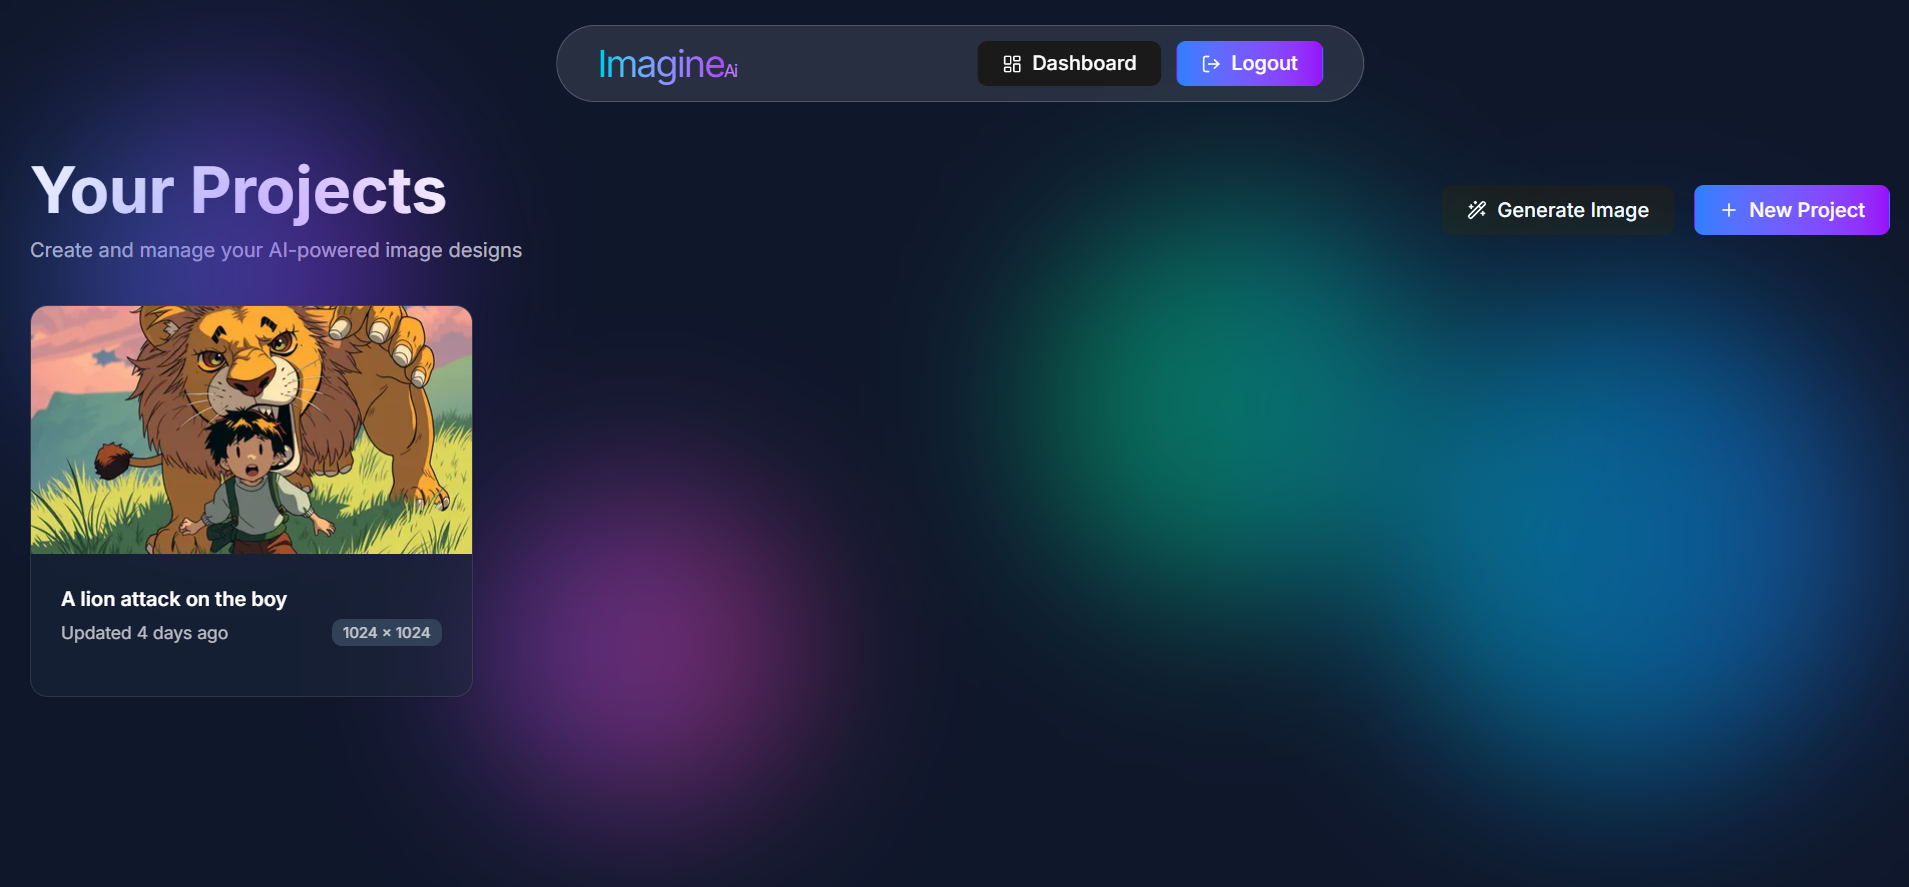 ImagineAi
Dashboard
Logout
Your Projects
Create and manage your AI-powered image designs
Generate Image
New Project
A lion attack on the boy
Updated 4 days ago
1024 × 1024